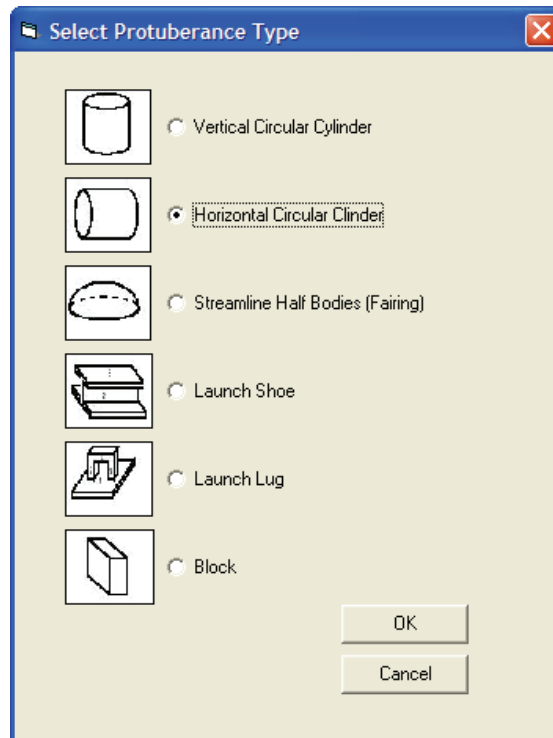 Select Protuberance Type
Vertical Circular Cylinder
Horizontal Circular Clinder
Streamline Half Bodies (Fairing)
Launch Shoe
Launch Lug
Block
OK
Cancel